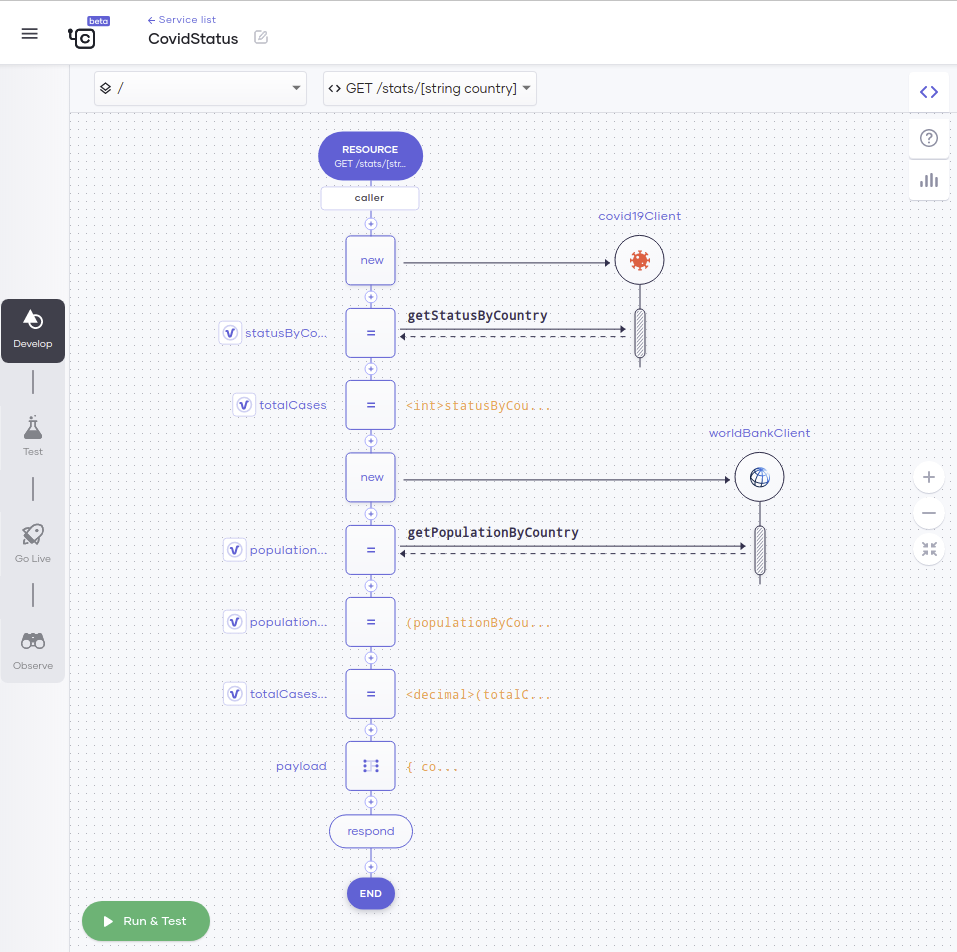 beta
← Service list
CovidStatus
/
<> GET /stats/[string country]
RESOURCE
GET /stats/[str...
caller
covid19Client
new
getStatusByCountry
statusByCo...
=
totalCases
=
<int>statusByCou...
worldBankClient
new
getPopulationByCountry
population...
=
population...
=
(populationByCou...
totalCases...
=
<decimal>(totalC...
payload
{ co...
respond
END
Develop
Test
Go Live
Observe
Run & Test